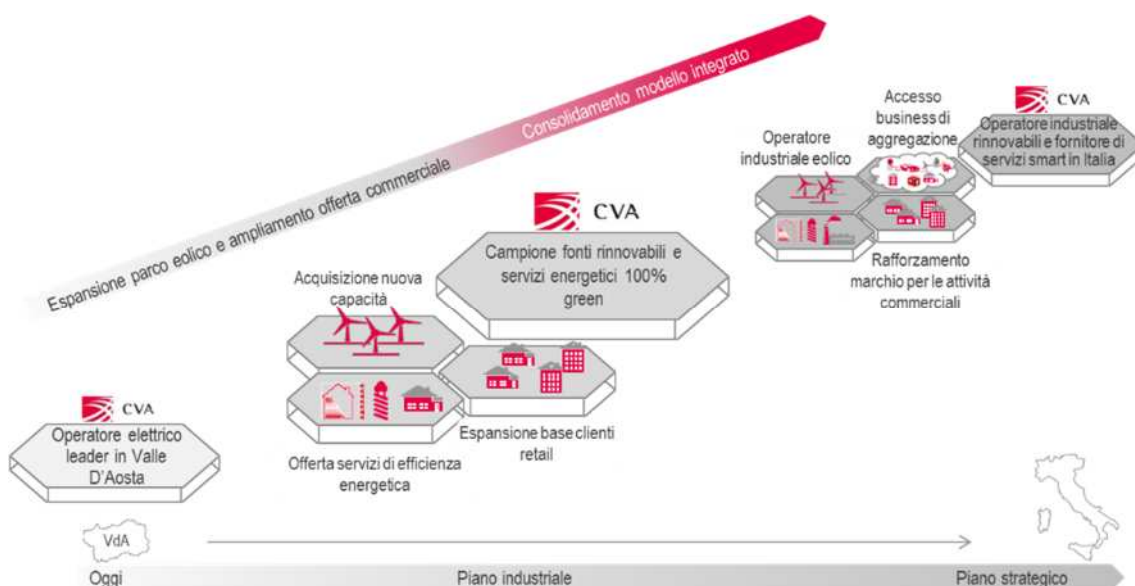 Espansione parco eolico e ampliamento offerta commerciale
Consolidamento modello integrato
CVA
Operatore elettrico
leader in Valle
D'Aosta
Acquisizione nuova
capacità
Offerta servizi di efficienza
energetica
Espansione base clienti
retail
CVA
Campione fonti rinnovabili e
servizi energetici 100%
green
Operatore
industriale eolico
Accesso
business di
aggregazione
Rafforzamento
marchio per le attività
commerciali
CVA
Operatore industriale
rinnovabili e fornitore di
servizi smart in Italia
VdA
Oggi
Piano industriale
Piano strategico